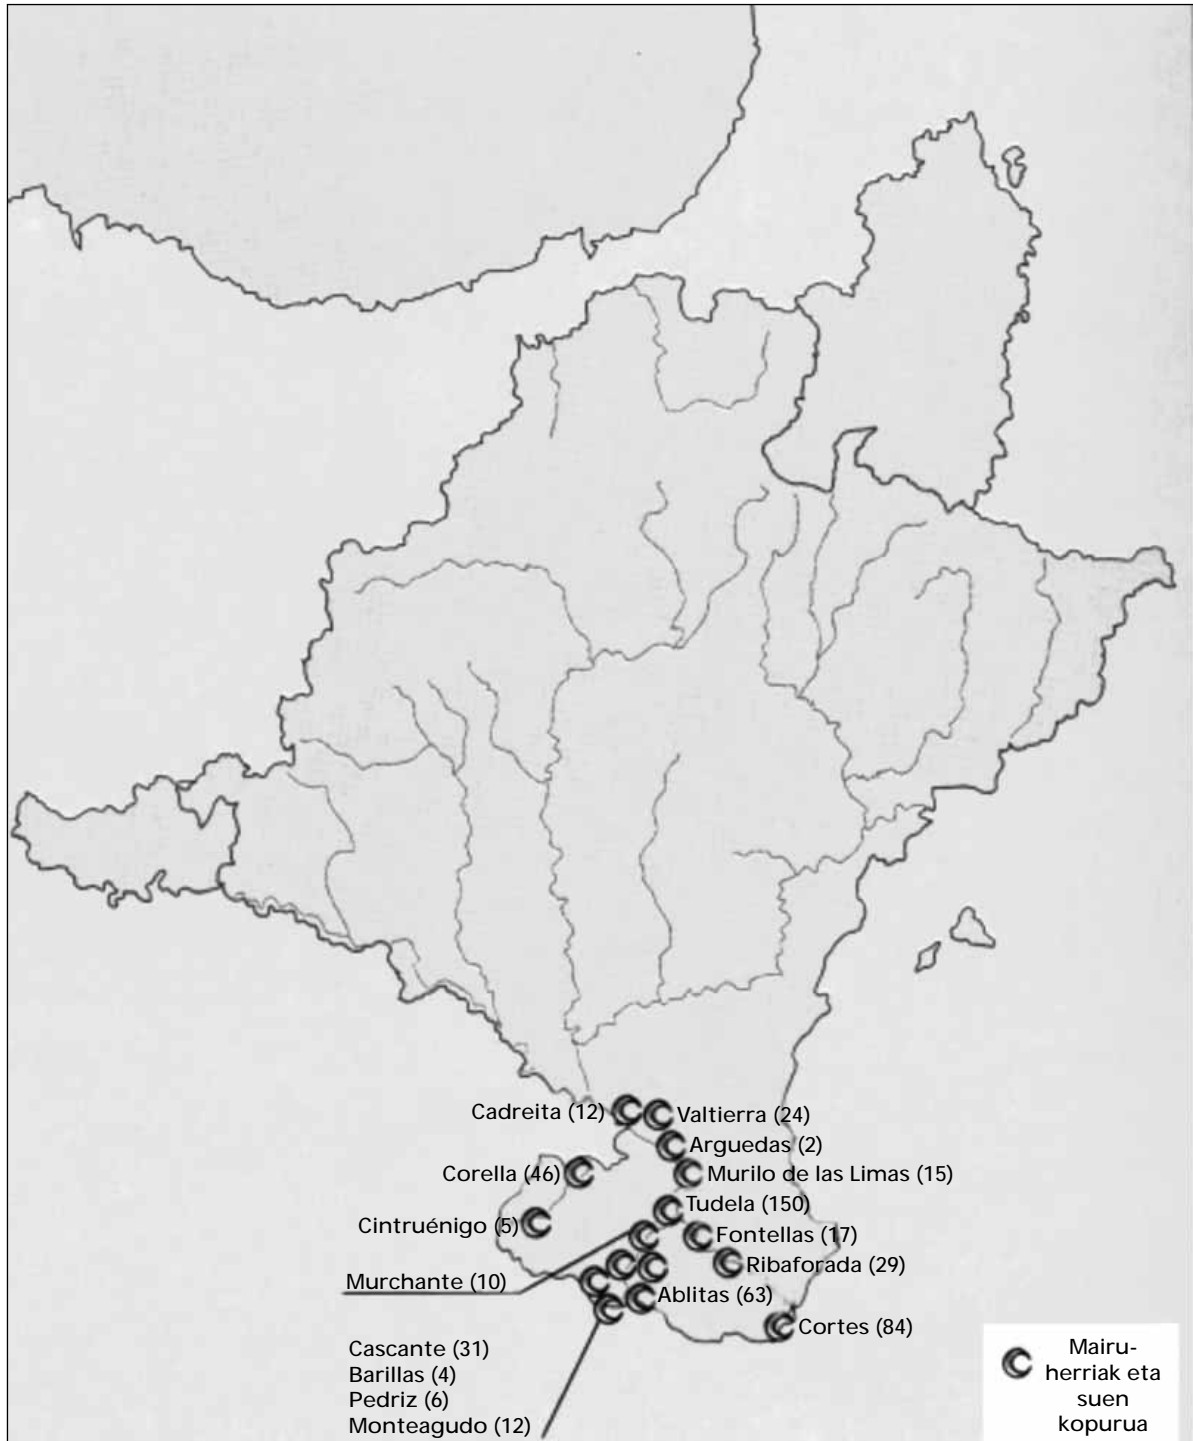 Cadreita (12)
Valtierra (24)
Arguedas (2)
Corella (46)
Murilo de las Limas (15)
Tudela (150)
Cintruénigo (5)
Fontellas (17)
Ribaforada (29)
Murchante (10)
Ablitas (63)
Cortes (84)
Cascante (31)
Barillas (4)
Pedriz (6)
Monteagudo (12)
Mairu-
herriak eta
suen
kopurua